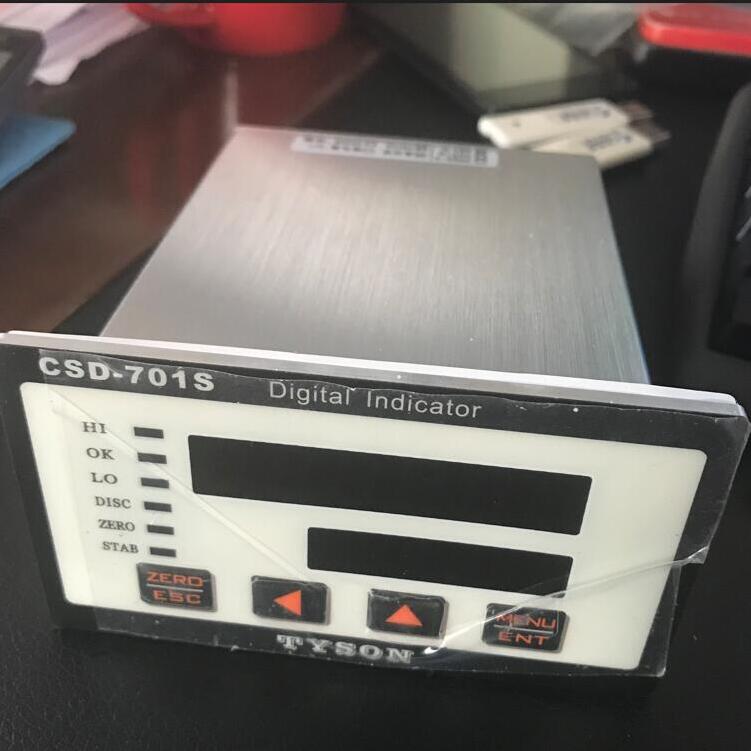 CSD-701S Digital Indicator
HI
OK
LO
DISC
ZERO
STAB
ZERO
ESC
MENU
ENT
TYSON